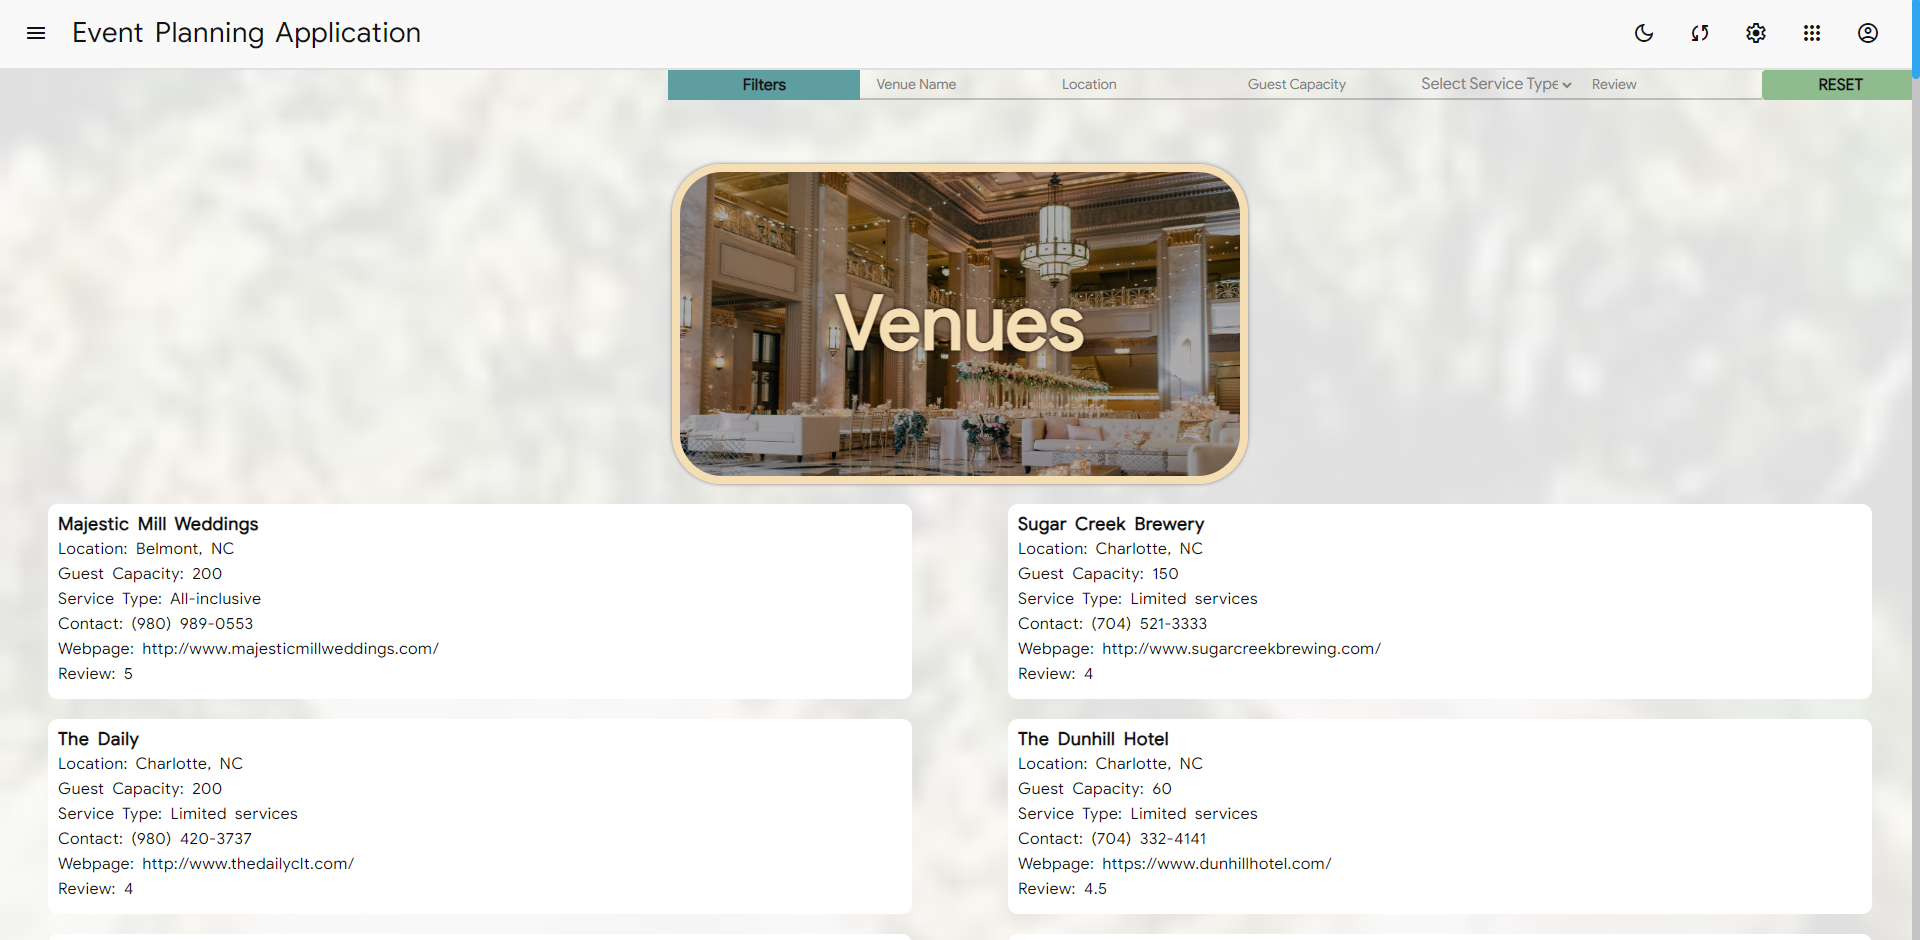 Event Planning Application
Filters Venue Name Location Guest Capacity Select Service Type Review RESET
Venues
Majestic Mill Weddings
Location: Belmont, NC
Guest Capacity: 200
Service Type: All-inclusive
Contact: (980) 989-0553
Webpage: http://www.majesticmillweddings.com/
Review: 5
Sugar Creek Brewery
Location: Charlotte, NC
Guest Capacity: 150
Service Type: Limited services
Contact: (704) 521-3333
Webpage: http://www.sugarcreekbrewing.com/
Review: 4
The Daily
Location: Charlotte, NC
Guest Capacity: 200
Service Type: Limited services
Contact: (980) 420-3737
Webpage: http://www.thedailyclt.com/
Review: 4
The Dunhill Hotel
Location: Charlotte, NC
Guest Capacity: 60
Service Type: Limited services
Contact: (704) 332-4141
Webpage: https://www.dunhillhotel.com/
Review: 4.5